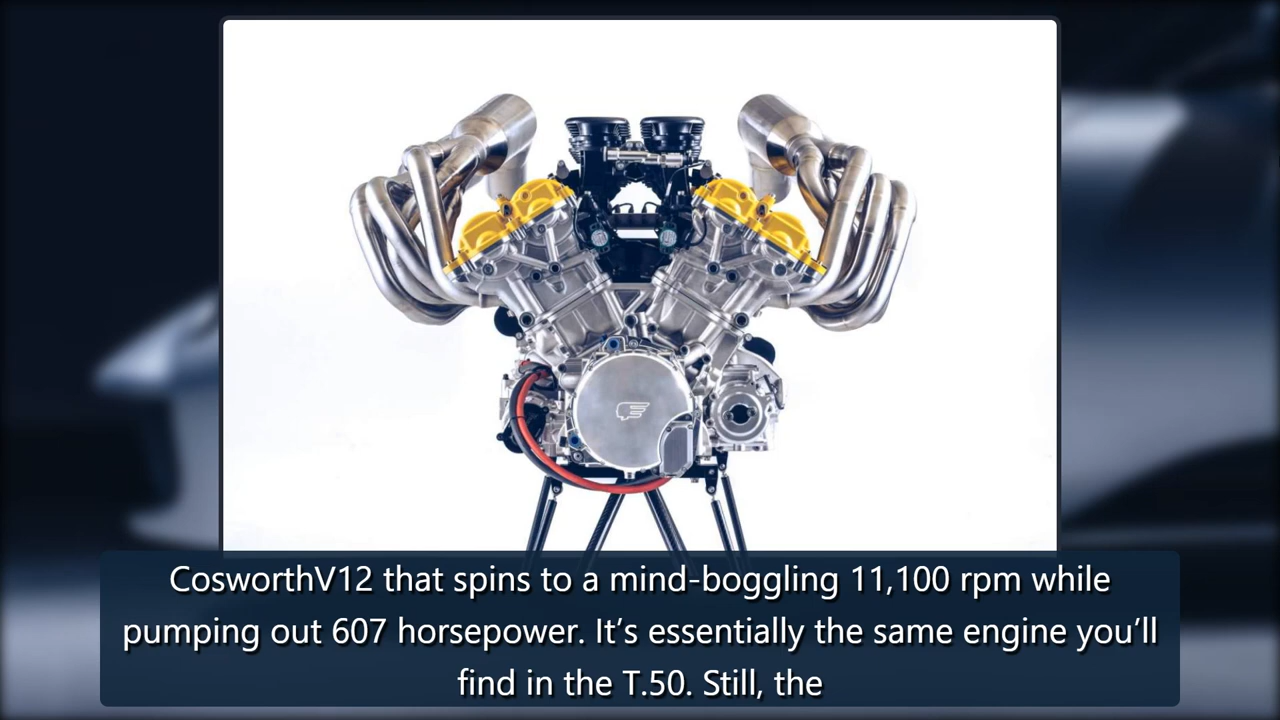 CosworthV12 that spins to a mind-boggling 11,100 rpm while
pumping out 607 horsepower. It’s essentially the same engine you’ll
find in the T.50. Still, the